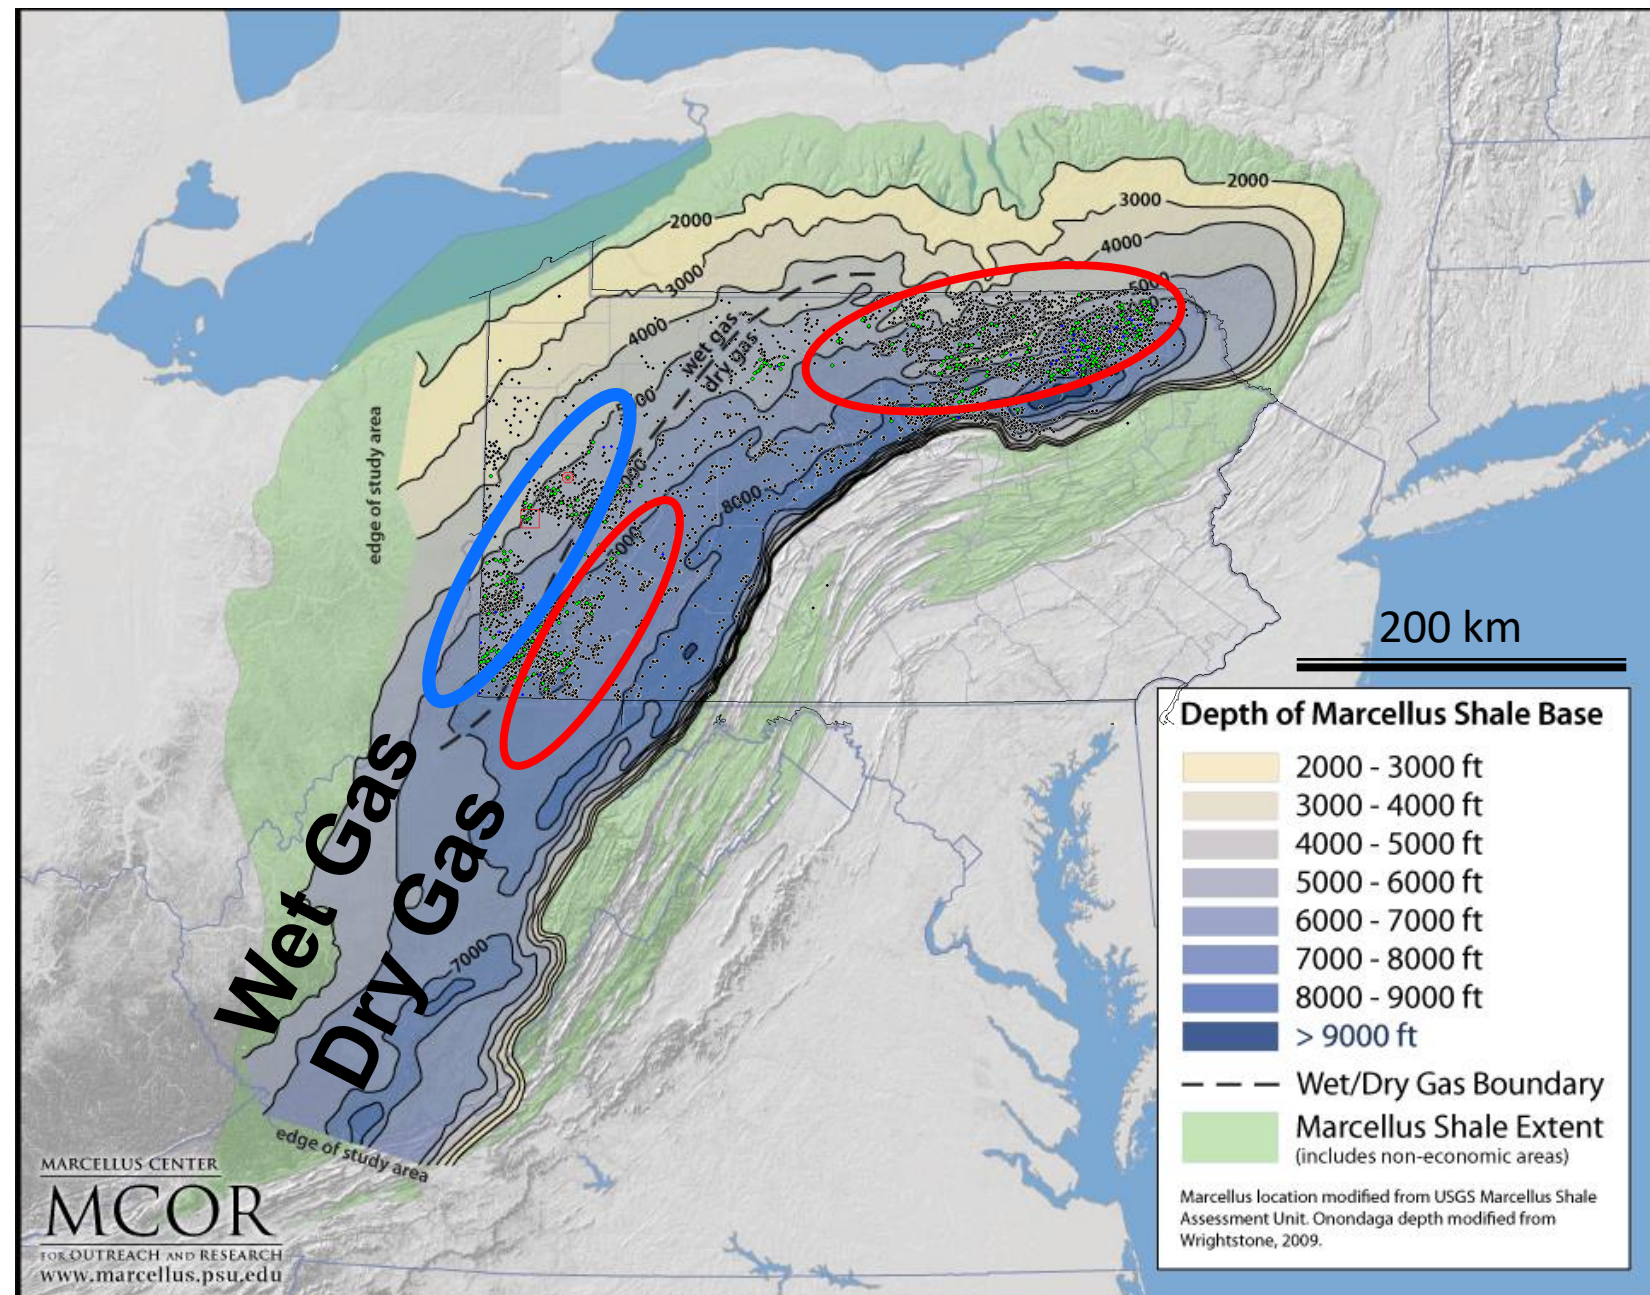 2000
3000
4000
5000
2000
3000
4000
wet gas
dry gas
8000
edge of study area
200 km
Wet Gas
Dry Gas
7000
edge of study area
MARCELLUS CENTER
MCOR
FOR OUTREACH AND RESEARCH
www.marcellus.psu.edu
Depth of Marcellus Shale Base
2000 - 3000 ft
3000 - 4000 ft
4000 - 5000 ft
5000 - 6000 ft
6000 - 7000 ft
7000 - 8000 ft
8000 - 9000 ft
> 9000 ft
Wet/Dry Gas Boundary
Marcellus Shale Extent
(includes non-economic areas)
Marcellus location modified from USGS Marcellus Shale
Assessment Unit. Onondaga depth modified from
Wrightstone, 2009.